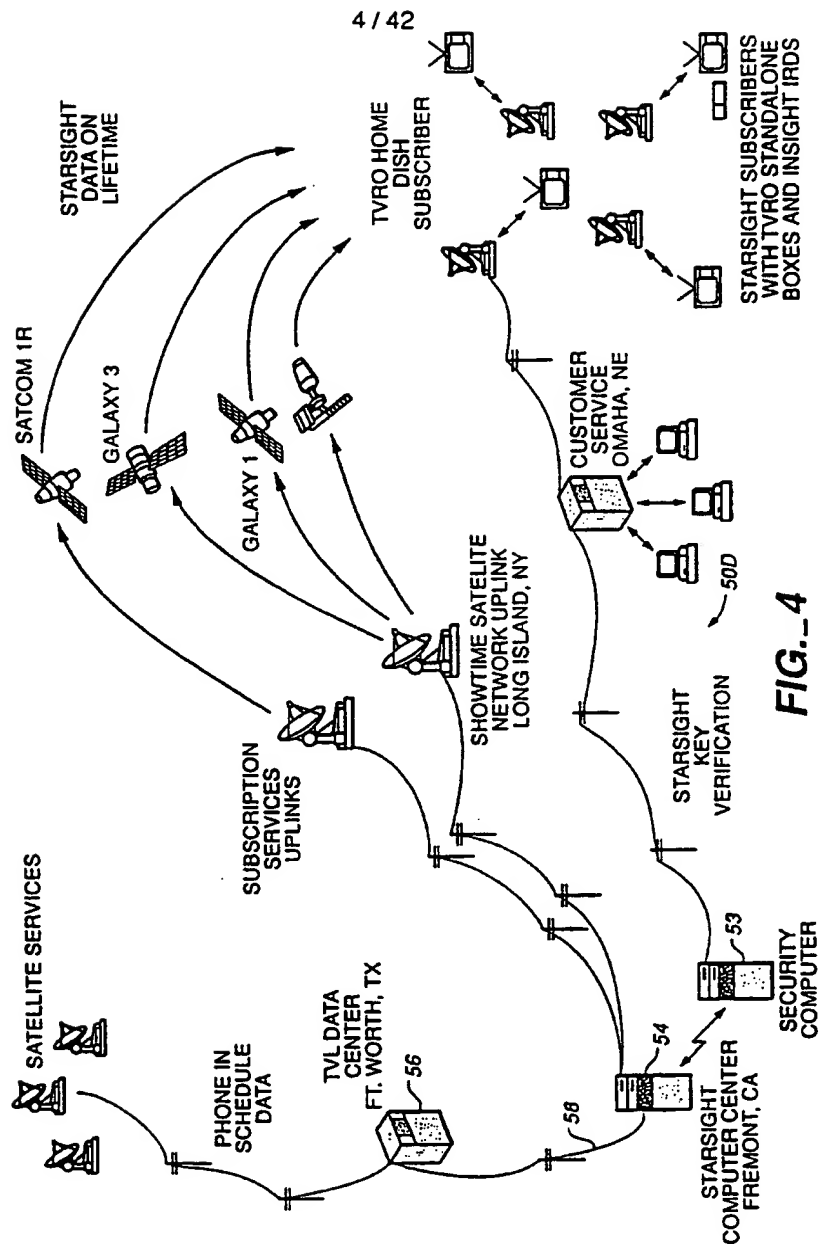 4 / 42
SATELLITE SERVICES
PHONE IN
SCHEDULE
DATA
TVL DATA
CENTER
FT. WORTH, TX
56
58
54
STARSIGHT
COMPUTER CENTER
FREMONT, CA
53
SECURITY
COMPUTER
SUBSCRIPTION
SERVICES
UPLINKS
SHOWTIME SATELITE
NETWORK UPLINK
LONG ISLAND, NY
STARSIGHT
KEY
VERIFICATION
50D
SATCOM 1R
GALAXY 3
GALAXY 1
CUSTOMER
SERVICE
OMAHA, NE
STARSIGHT
DATA ON
LIFETIME
TVRO HOME
DISH
SUBSCRIBER
STARSIGHT SUBSCRIBERS
WITH TVRO STANDALONE
BOXES AND INSIGHT IRDS
FIG._4